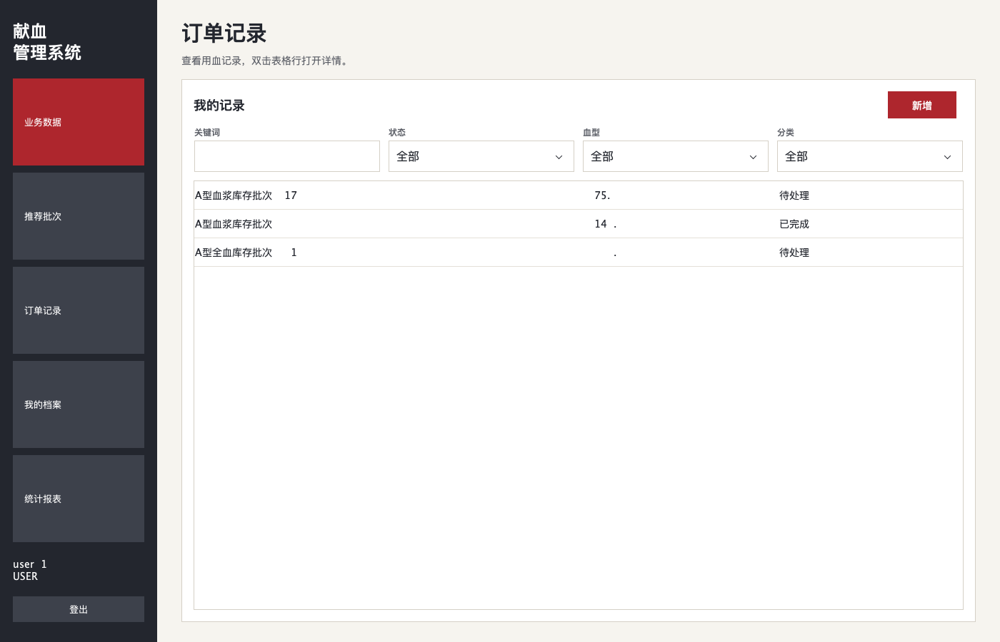 献血
管理系统
业务数据
推荐批次
订单记录
我的档案
统计报表
user 1
USER
登出
订单记录
查看用血记录，双击表格行打开详情。
我的记录
新增
关键词 状态 血型 分类
全部 全部 全部
A型血浆库存批次 17 75. 待处理
A型血浆库存批次 14 . 已完成
A型全血库存批次 1 . 待处理